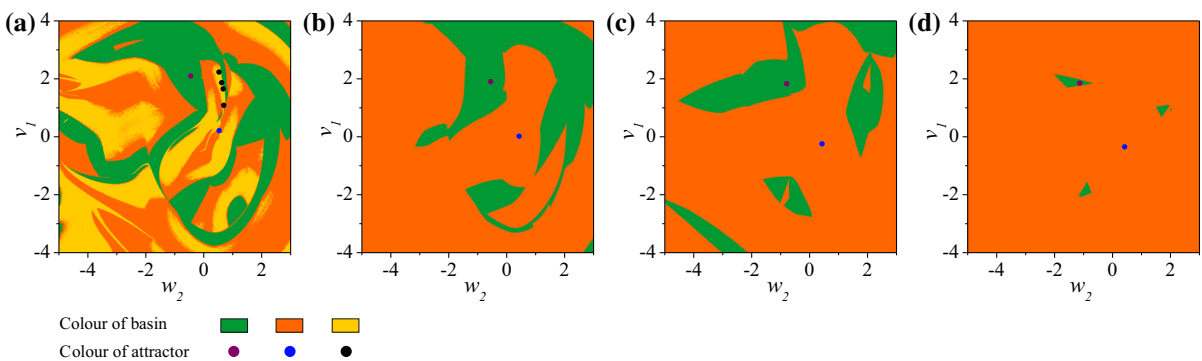 (a) (b) (c) (d)
4 4 4 4
2 2 2 2
v1 v1 v1 v1
0 0 0 0
-2 -2 -2 -2
-4 -4 -4 -4
-4 -2 0 2 -4 -2 0 2 -4 -2 0 2 -4 -2 0 2
w2 w2 w2 w2
Colour of basin
Colour of attractor